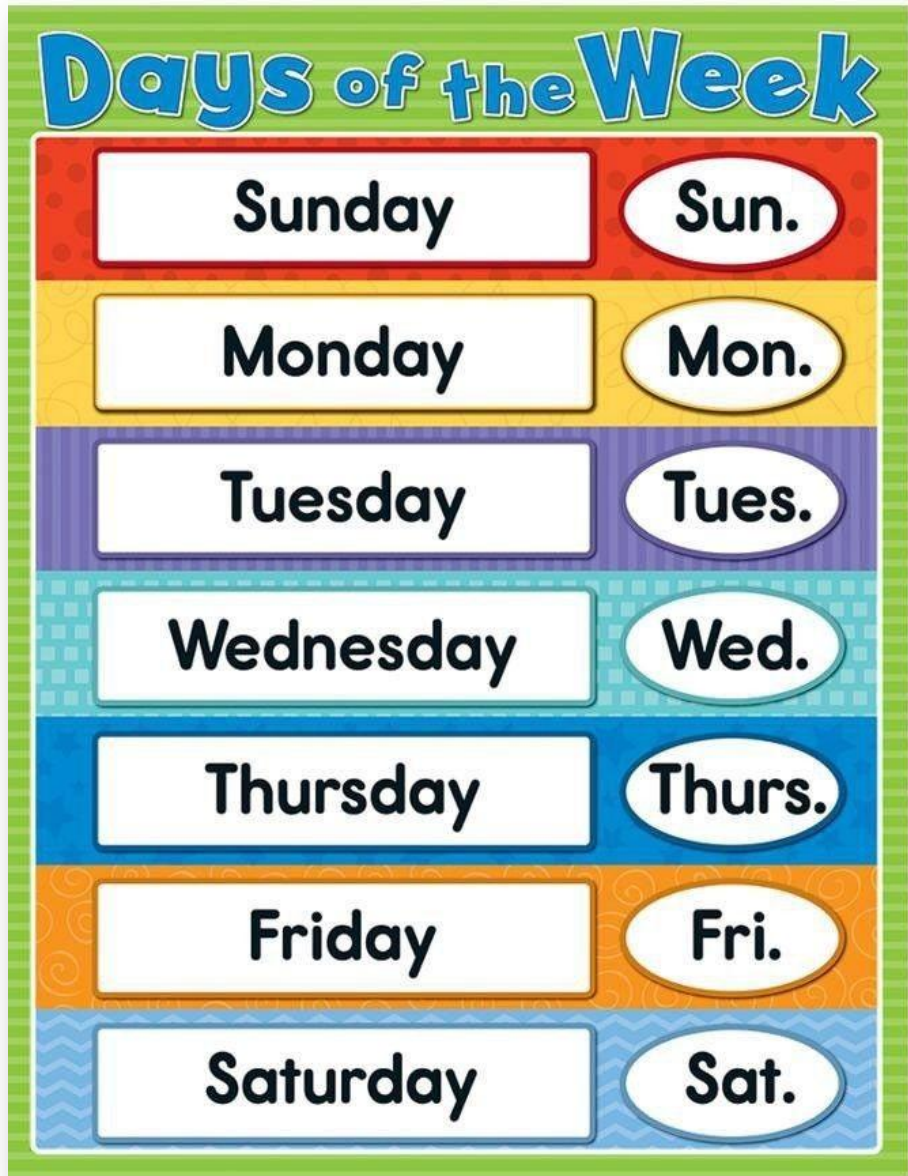 Days of the Week
Sunday Sun.
Monday Mon.
Tuesday Tues.
Wednesday Wed.
Thursday Thurs.
Friday Fri.
Saturday Sat.